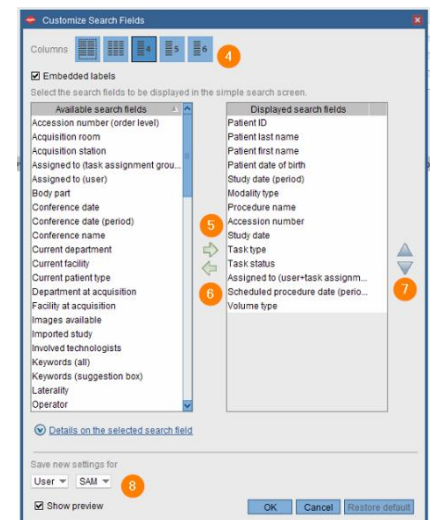 Customize Search Fields
Columns 4 5 6 4
Embedded labels
Select the search fields to be displayed in the simple search screen.
Available search fields
Accession number (order level)
Acquisition room
Acquisition station
Assigned to (task assignment grou...
Assigned to (user)
Body part
Conference date
Conference date (period)
Conference name
Current department
Current facility
Current patient type
Department at acquisition
Facility at acquisition
Images available
Imported study
Involved technologists
Keywords (all)
Keywords (suggestion box)
Laterality
Operator
5
6
Displayed search fields
Patient ID
Patient last name
Patient first name
Patient date of birth
Study date (period)
Modality type
Procedure name
Accession number
Study date
Task type
Task status
Assigned to (user+task assignm...
Scheduled procedure date (perio...
Volume type
7
Details on the selected search field
Save new settings for
User SAM 8
Show preview
OK Cancel Restore default